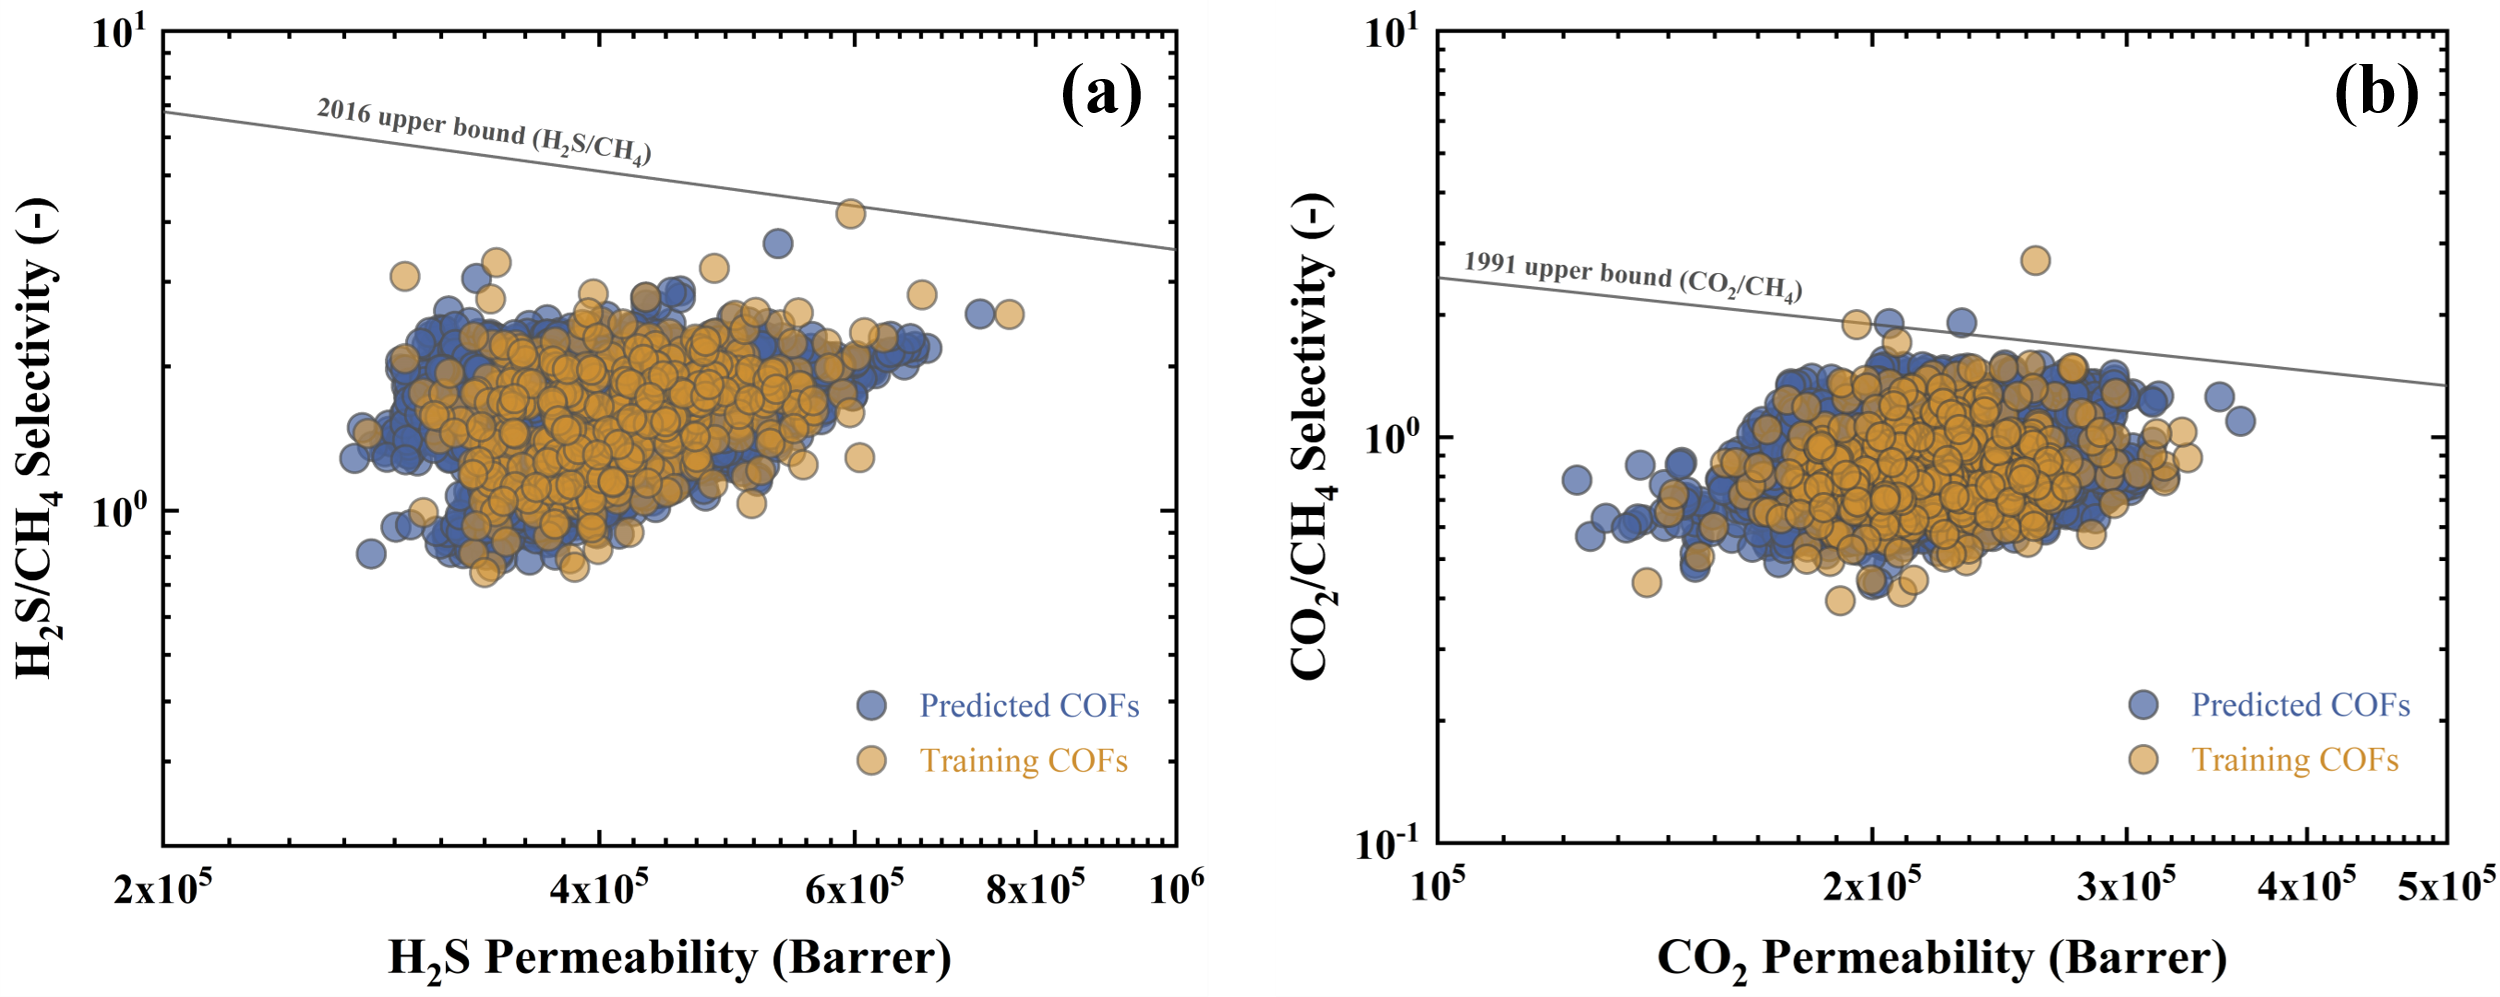 (a)
10¹
10⁰
H₂S/CH₄ Selectivity (-)
2016 upper bound (H₂S/CH₄)
Predicted COFs
Training COFs
2x10⁵ 4x10⁵ 6x10⁵ 8x10⁵ 10⁶
H₂S Permeability (Barrer)
(b)
10¹
10⁰
10⁻¹
CO₂/CH₄ Selectivity (-)
1991 upper bound (CO₂/CH₄)
Predicted COFs
Training COFs
10⁵ 2x10⁵ 3x10⁵ 4x10⁵ 5x10⁵
CO₂ Permeability (Barrer)